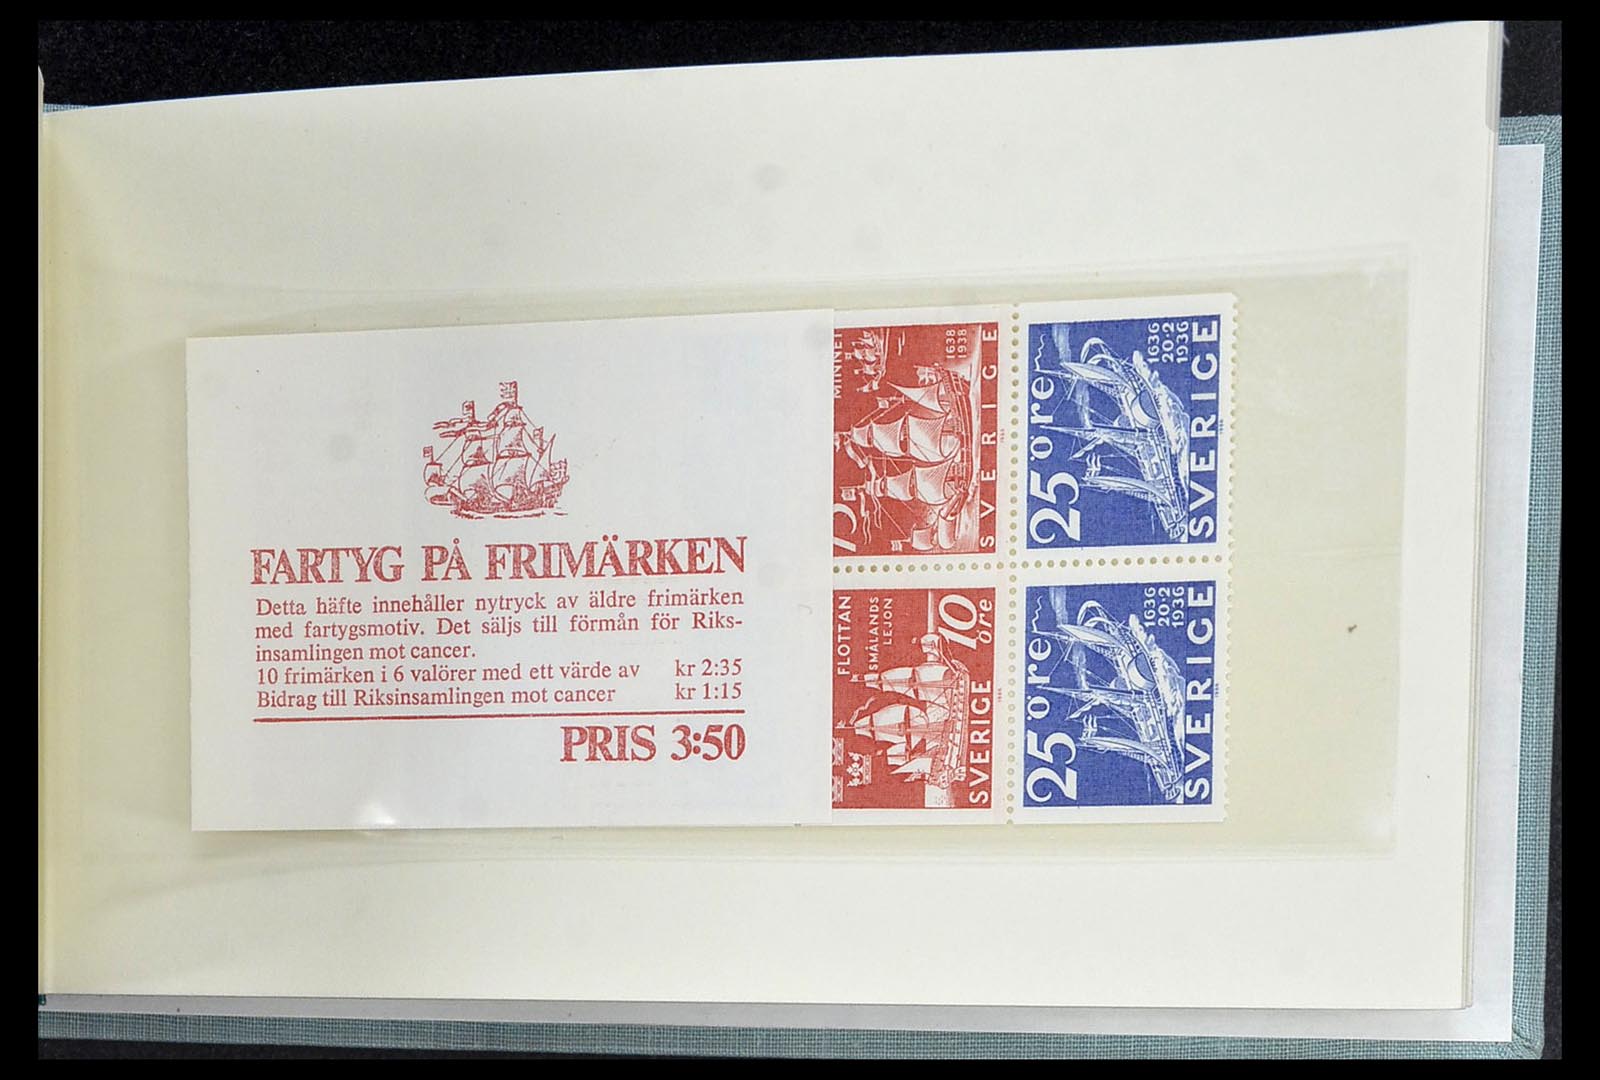 FARTYG PÅ FRIMÄRKEN
Detta häfte innehåller nytryck av äldre frimärken
med fartygsmotiv. Det säljs till förmån för Riks-
insamlingen mot cancer.
10 frimärken i 6 valörer med ett värde av kr 2:35
Bidrag till Riksinsamlingen mot cancer kr 1:15
PRIS 3:50
1638
1938
SVERIGE
25 öre
1636
20·2
1936
SVERIGE
FLOTTAN
SMÅLANDS
LEJON
10
öre
SVERIGE
25 öre
1636
20·2
1936
SVERIGE